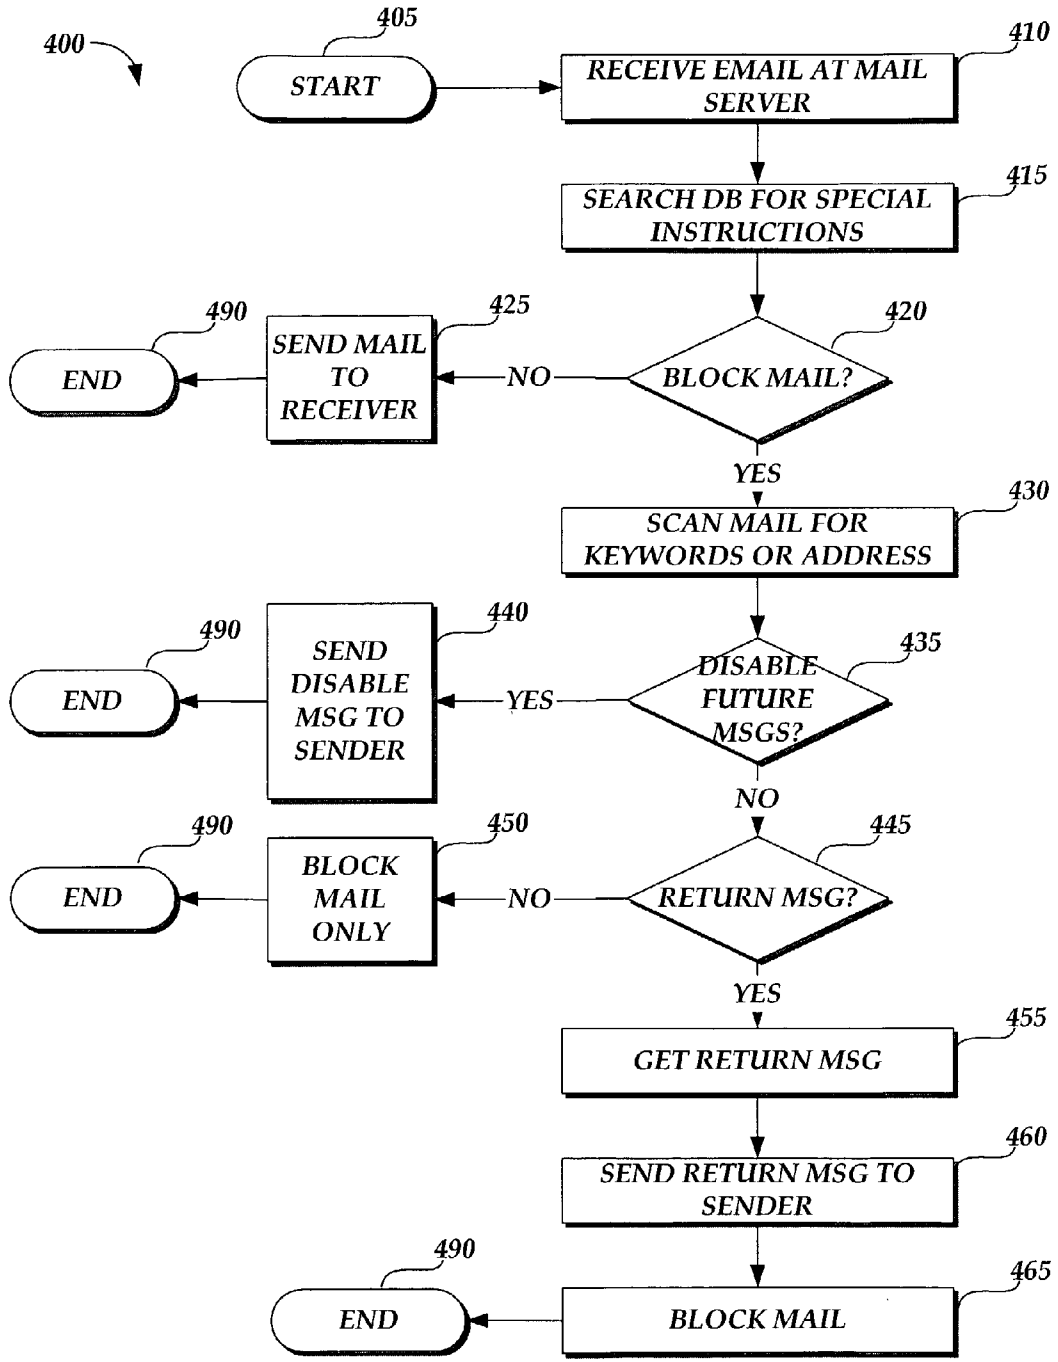 405
400
410
START
RECEIVE EMAIL AT MAIL
SERVER
415
SEARCH DB FOR SPECIAL
INSTRUCTIONS
490
425
420
END
SEND MAIL
TO
RECEIVER
NO
BLOCK MAIL?
YES
430
SCAN MAIL FOR
KEYWORDS OR ADDRESS
490
440
435
END
SEND
DISABLE
MSG TO
SENDER
YES
DISABLE
FUTURE
MSGS?
NO
490
450
445
END
BLOCK
MAIL
ONLY
NO
RETURN MSG?
YES
455
GET RETURN MSG
460
SEND RETURN MSG TO
SENDER
490
465
END
BLOCK MAIL